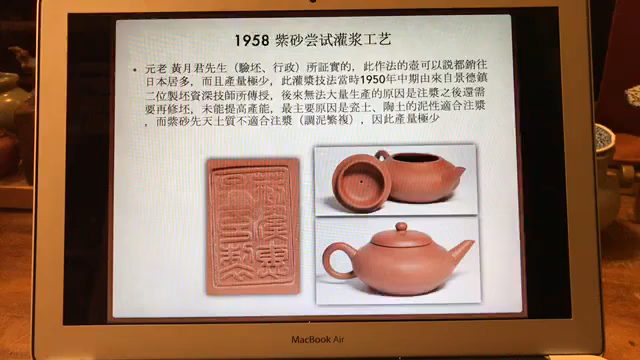 1958 紫砂尝试灌浆工艺
• 元老 黃月君先生（驗坯、行政）所証實的，此作法的壺可以説都銷往
日本居多，而且產量極少，此灌漿技法當時1950年中期由來自景德鎮
二位製坯資深技師所傳授，後來無法大量生產的原因是注漿之後還需
要再修坯，未能提高產能，最主要原因是瓷土、陶土的泥性適合注漿
，而紫砂先天土質不適合注漿（調泥繁複），因此產量極少
MacBook Air